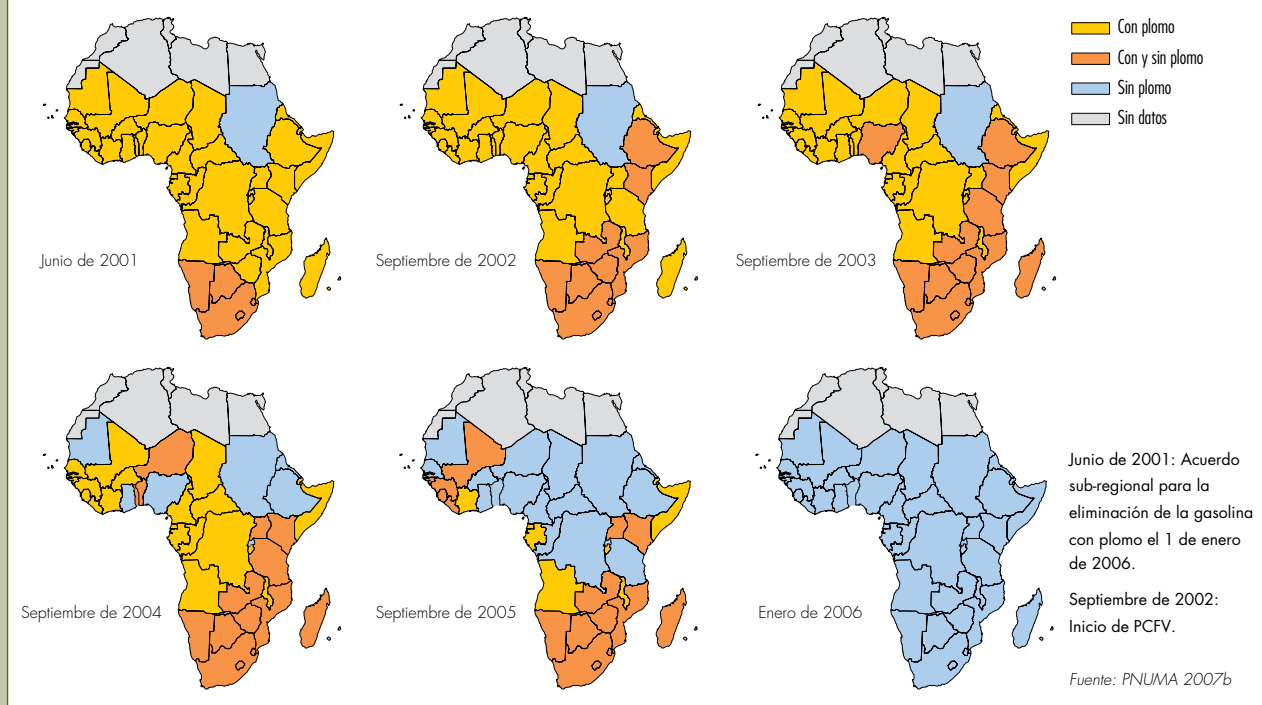 Con plomo
Con y sin plomo
Sin plomo
Sin datos
Junio de 2001
Septiembre de 2002
Septiembre de 2003
Septiembre de 2004
Septiembre de 2005
Enero de 2006
Junio de 2001: Acuerdo
sub-regional para la
eliminación de la gasolina
con plomo el 1 de enero
de 2006.
Septiembre de 2002:
Inicio de PCFV.
Fuente: PNUMA 2007b